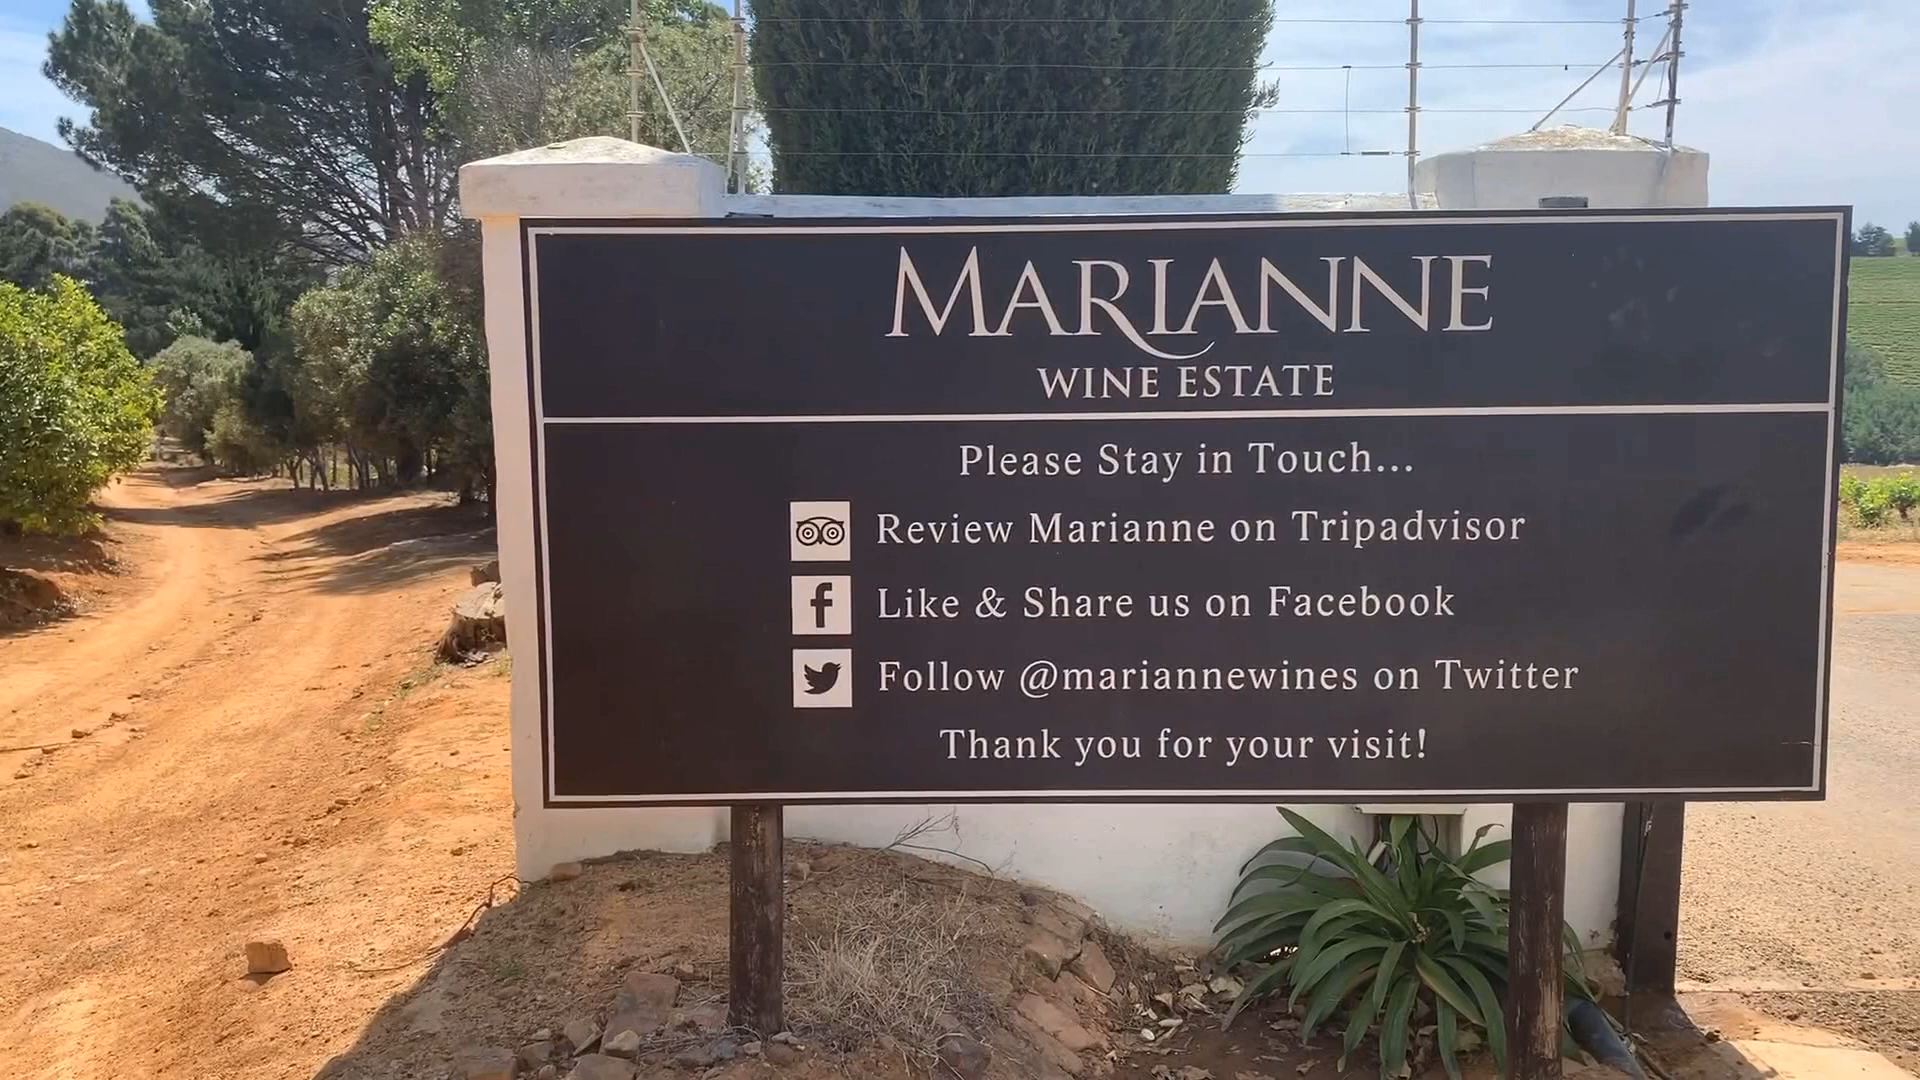 MARIANNE
WINE ESTATE
Please Stay in Touch...
Review Marianne on Tripadvisor
Like & Share us on Facebook
Follow @mariannewines on Twitter
Thank you for your visit!